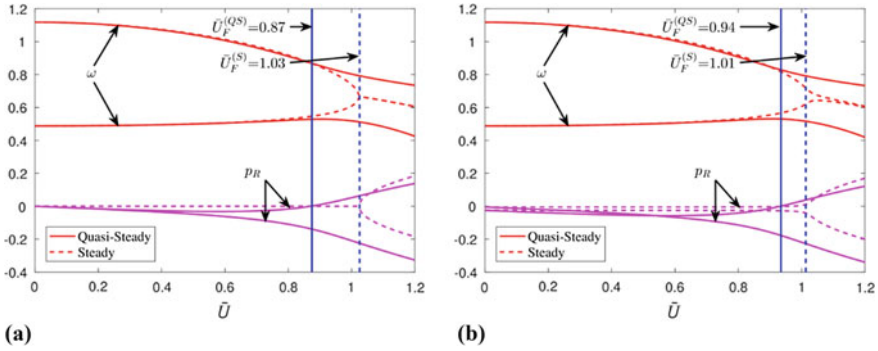 1.2
1
0.8
0.6
0.4
0.2
0
-0.2
-0.4
0
0.2
0.4
0.6
0.8
1
1.2
Ū
ω
p_R
Ū_F^(QS)=0.87
Ū_F^(S)=1.03
Quasi-Steady
Steady
(a)
1.2
1
0.8
0.6
0.4
0.2
0
-0.2
-0.4
0
0.2
0.4
0.6
0.8
1
1.2
Ū
ω
p_R
Ū_F^(QS)=0.94
Ū_F^(S)=1.01
Quasi-Steady
Steady
(b)